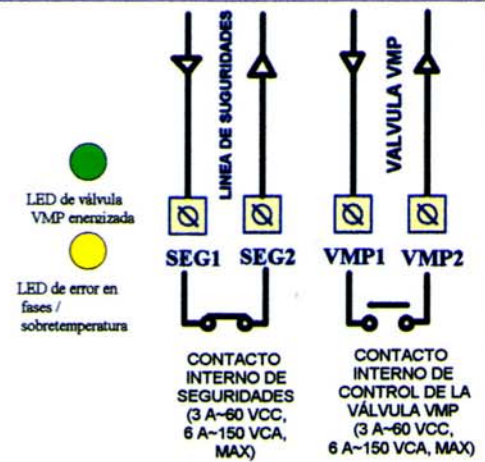 LINEA DE SUGURIDADES
VALVULA VMP
LED de válvula
VMP enenizada
LED de error en
fases /
sobretemperatura
SEG1 SEG2 VMP1 VMP2
CONTACTO
INTERNO DE
SEGURIDADES
(3 A~60 VCC,
6 A~150 VCA,
MAX)
CONTACTO
INTERNO DE
CONTROL DE LA
VÁLVULA VMP
(3 A~60 VCC,
6 A~150 VCA, MAX)